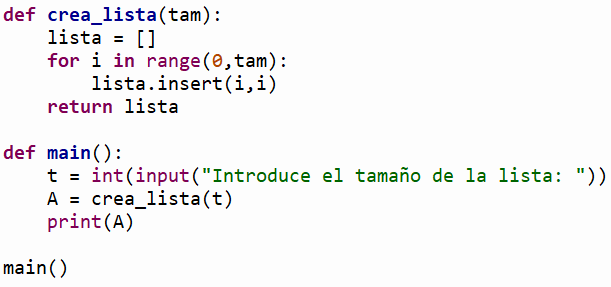 def crea_lista(tam):
    lista = []
    for i in range(0,tam):
        lista.insert(i,i)
    return lista

def main():
    t = int(input("Introduce el tamaño de la lista: "))
    A = crea_lista(t)
    print(A)

main()